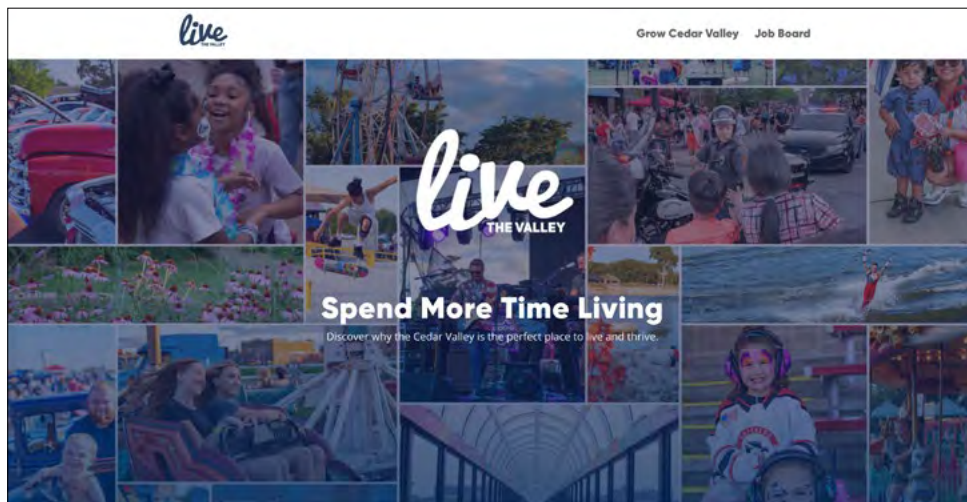 live
THE VALLEY
Grow Cedar Valley Job Board
live
THE VALLEY
Spend More Time Living
Discover why the Cedar Valley is the perfect place to live and thrive.